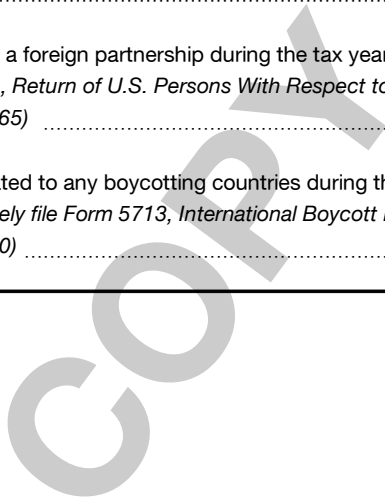 a foreign partnership during the tax year
, Return of U.S. Persons With Respect to
65) ....................
ted to any boycotting countries during th
ely file Form 5713, International Boycott
0) ....................
COPY